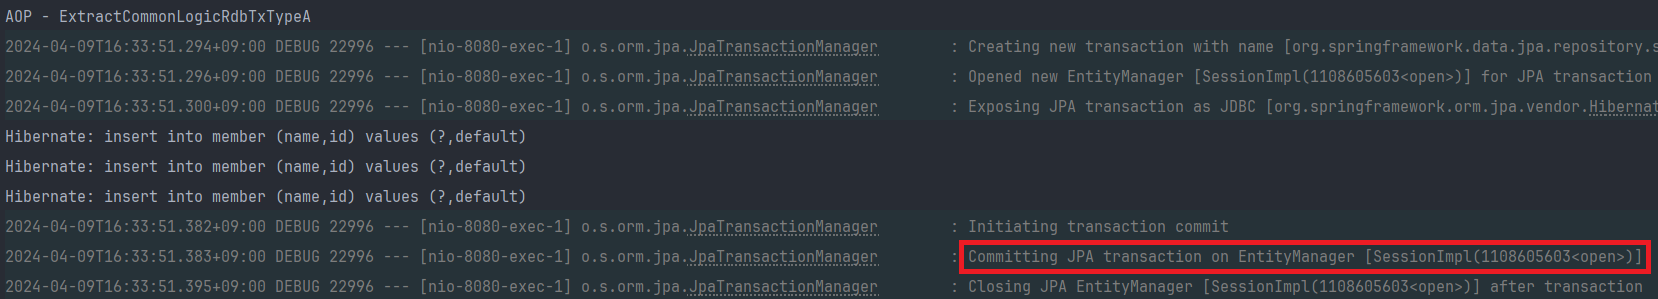 AOP - ExtractCommonLogicRdbTxTypeA
2024-04-09T16:33:51.294+09:00 DEBUG 22996 --- [nio-8080-exec-1] o.s.orm.jpa.JpaTransactionManager : Creating new transaction with name [org.springframework.data.jpa.repository.s
2024-04-09T16:33:51.296+09:00 DEBUG 22996 --- [nio-8080-exec-1] o.s.orm.jpa.JpaTransactionManager : Opened new EntityManager [SessionImpl(1108605603<open>)] for JPA transaction
2024-04-09T16:33:51.300+09:00 DEBUG 22996 --- [nio-8080-exec-1] o.s.orm.jpa.JpaTransactionManager : Exposing JPA transaction as JDBC [org.springframework.orm.jpa.vendor.Hibernat
Hibernate: insert into member (name,id) values (?,default)
Hibernate: insert into member (name,id) values (?,default)
Hibernate: insert into member (name,id) values (?,default)
2024-04-09T16:33:51.382+09:00 DEBUG 22996 --- [nio-8080-exec-1] o.s.orm.jpa.JpaTransactionManager : Initiating transaction commit
2024-04-09T16:33:51.383+09:00 DEBUG 22996 --- [nio-8080-exec-1] o.s.orm.jpa.JpaTransactionManager : Committing JPA transaction on EntityManager [SessionImpl(1108605603<open>)]
2024-04-09T16:33:51.395+09:00 DEBUG 22996 --- [nio-8080-exec-1] o.s.orm.jpa.JpaTransactionManager : Closing JPA EntityManager [SessionImpl(1108605603<open>)] after transaction